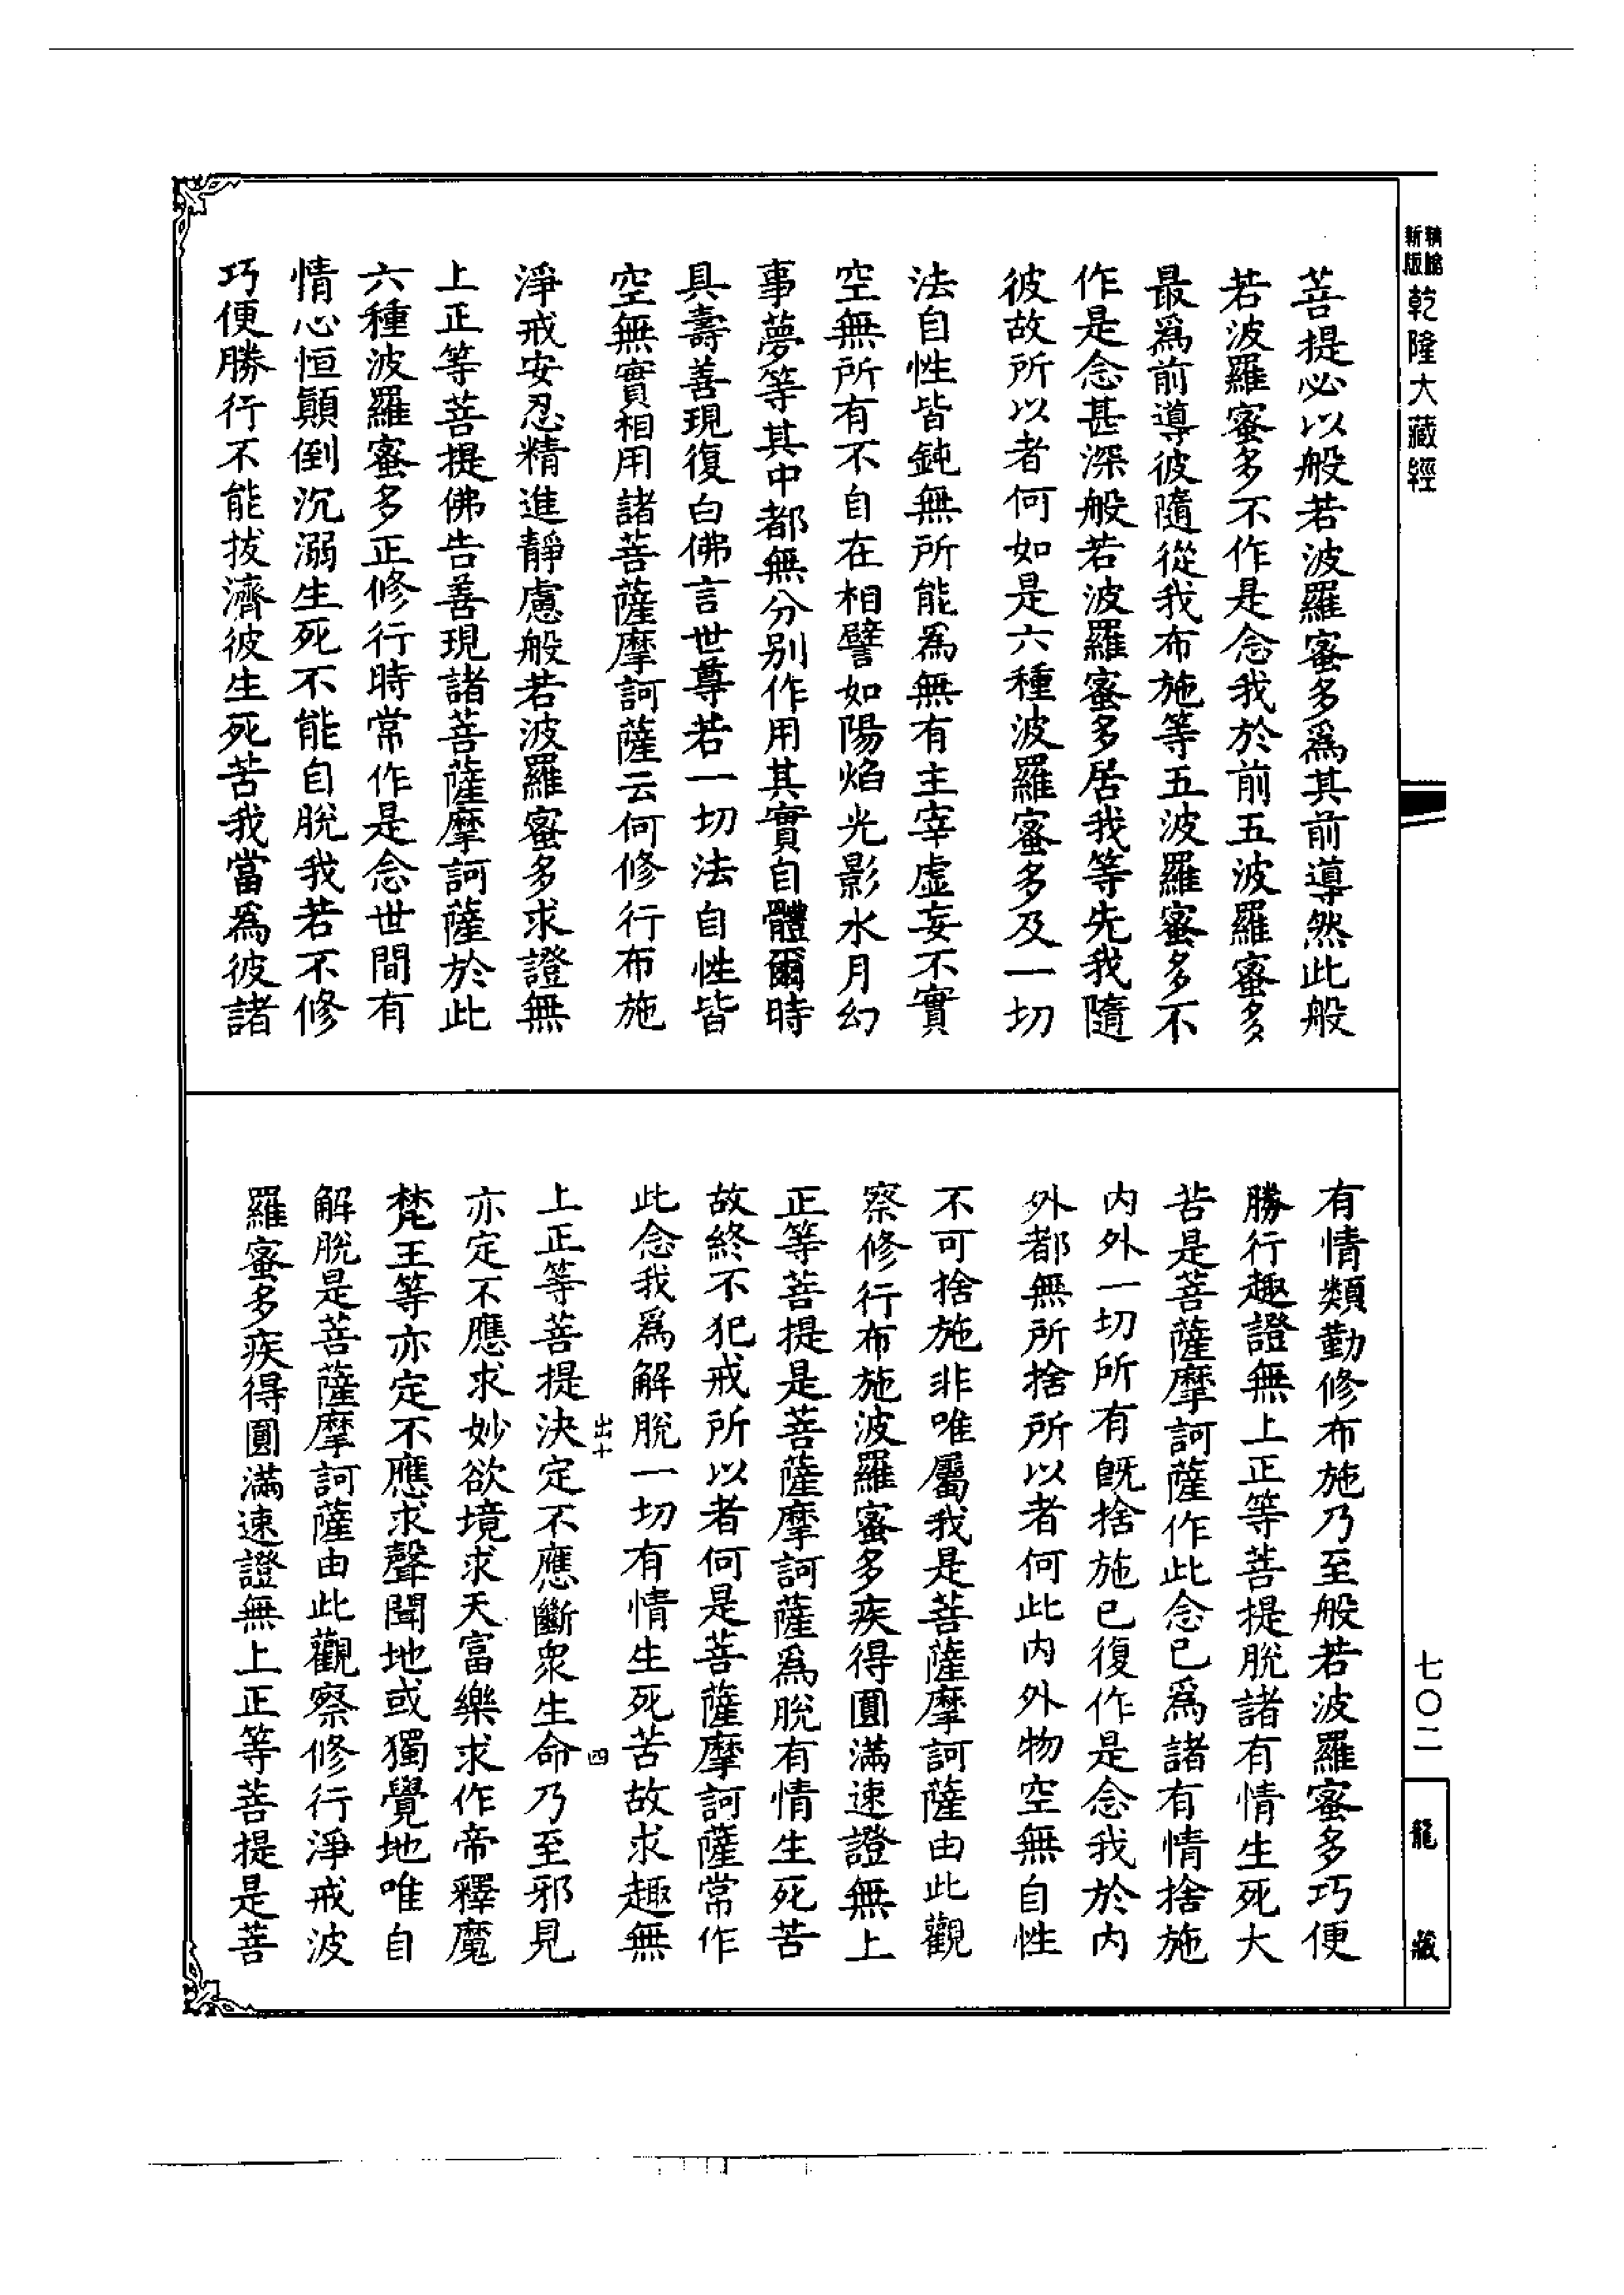 新版
精繪
乾隆大藏經
菩提必以般若波羅蜜多爲其前導然此般
若波羅蜜多不作是念我於前五波羅蜜多
最爲前導彼隨從我布施等五波羅蜜多不
作是念甚深般若波羅蜜多居我等先我隨
彼故所以者何如是六種波羅蜜多及一切
法自性皆鈍無所能爲無有主宰虛妄不實
空無所有不自在相譬如陽焰光影水月幻
事夢等其中都無分別作用其實自體爾時
具壽善現復白佛言世尊若一切法自性皆
空無實相用諸菩薩摩訶薩云何修行布施
淨戒安忍精進靜慮般若波羅蜜多求證無
上正等菩提佛告善現諸菩薩摩訶薩於此
六種波羅蜜多正修行時常作是念世間有
情心恒顛倒沉溺生死不能自脫我若不修
巧便勝行不能拔濟彼生死苦我當爲彼諸
有情類勤修布施乃至般若波羅蜜多巧便
勝行趣證無上正等菩提脫諸有情生死大
苦是菩薩摩訶薩作此念已爲諸有情捨施
內外一切所有既捨施已復作是念我於內
外都無所捨所以者何此內外物空無自性
不可捨施非唯屬我是菩薩摩訶薩由此觀
察修行布施波羅蜜多疾得圓滿速證無上
正等菩提是菩薩摩訶薩爲脫有情生死苦
故終不犯戒所以者何是菩薩摩訶薩常作
此念我爲解脫一切有情生死苦故求趣無
出十
四
上正等菩提決定不應斷眾生命乃至邪見
亦定不應求妙欲境求天富樂求作帝釋魔
梵王等亦定不應求聲聞地或獨覺地唯自
解脫是菩薩摩訶薩由此觀察修行淨戒波
羅蜜多疾得圓滿速證無上正等菩提是菩
七〇二
龍藏